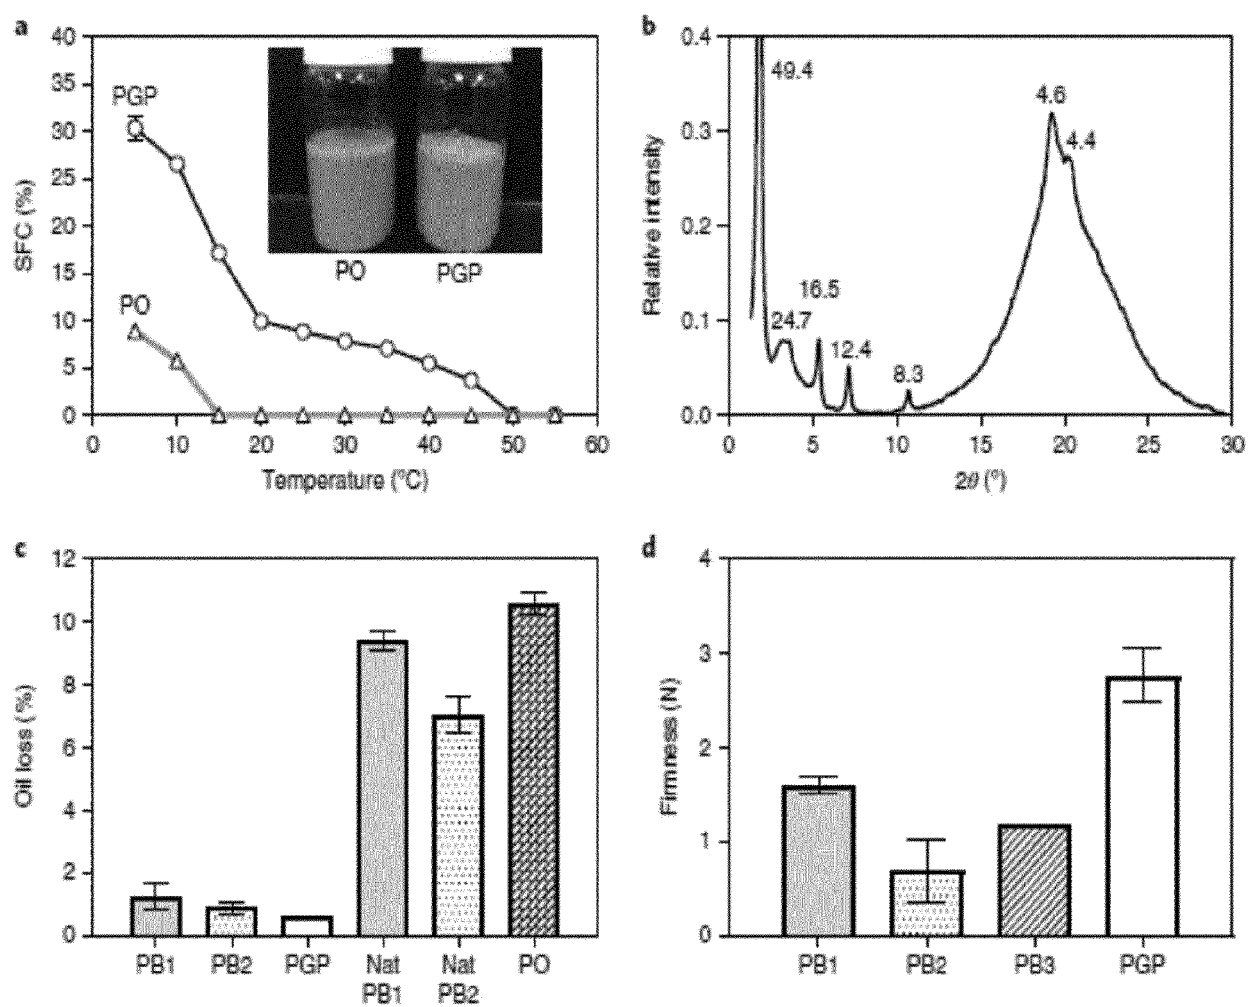 a
40
35
30
25
20
15
10
5
0
SFC (%)
PGP
PO
PO
PGP
0
10
20
30
40
50
60
Temperature (°C)
b
0.4
0.3
0.2
0.1
0.0
Relative intensity
49.4
24.7
16.5
12.4
8.3
4.6
4.4
0
5
10
15
20
25
30
2θ (°)
c
12
10
8
6
4
2
0
Oil loss (%)
PB1
PB2
PGP
Nat
PB1
Nat
PB2
PO
d
4
3
2
1
0
Firmness (N)
PB1
PB2
PB3
PGP